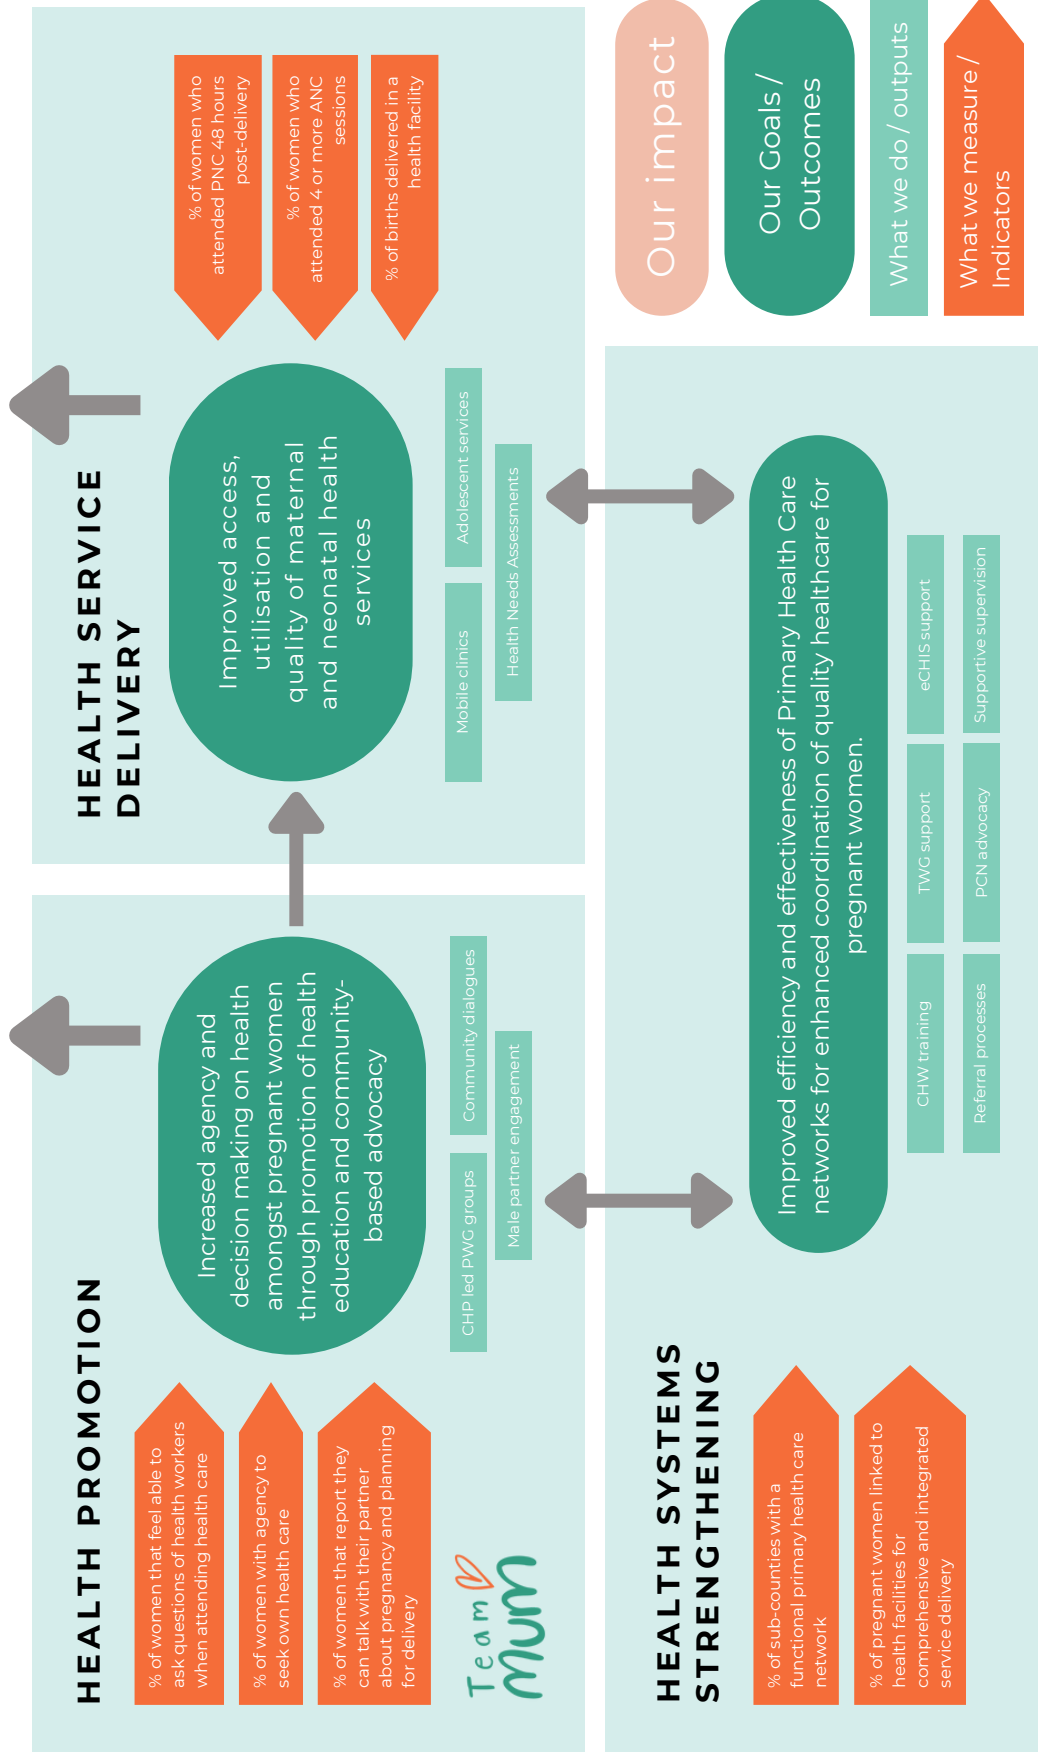 HEALTH PROMOTION
% of women that feel able to
ask questions of health workers
when attending health care
% of women with agency to
seek own health care
% of women that report they
can talk with their partner
about pregnancy and planning
for delivery
Team
Mum
Increased agency and
decision making on health
amongst pregnant women
through promotion of health
education and community-
based advocacy
CHP led PWG groups
Community dialogues
Male partner engagement
HEALTH SERVICE
DELIVERY
Improved access,
utilisation and
quality of maternal
and neonatal health
services
Mobile clinics
Adolescent services
Health Needs Assessments
% of women who
attended PNC 48 hours
post-delivery
% of women who
attended 4 or more ANC
sessions
% of births delivered in a
health facility
HEALTH SYSTEMS
STRENGTHENING
% of sub-counties with a
functional primary health care
network
% of pregnant women linked to
health facilities for
comprehensive and integrated
service delivery
Improved efficiency and effectiveness of Primary Health Care
networks for enhanced coordination of quality healthcare for
pregnant women.
CHW training
TWG support
eCHIS support
Referral processes
PCN advocacy
Supportive supervision
Our impact
Our Goals /
Outcomes
What we do / outputs
What we measure /
Indicators